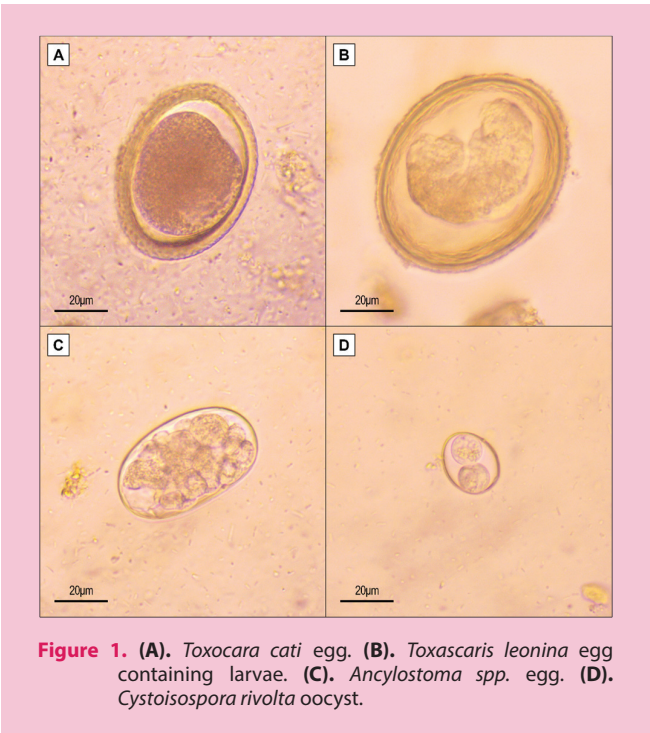 A
B
20μm
20μm
C
D
20μm
20μm
Figure 1. (A). Toxocara cati egg. (B). Toxascaris leonina egg
containing larvae. (C). Ancylostoma spp. egg. (D).
Cystoisospora rivolta oocyst.